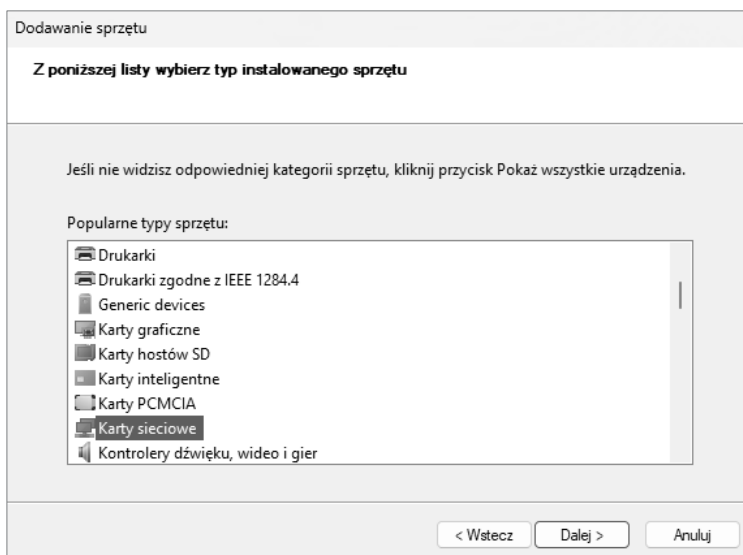 Dodawanie sprzętu
Z poniższej listy wybierz typ instalowanego sprzętu
Jeśli nie widzisz odpowiedniej kategorii sprzętu, kliknij przycisk Pokaż wszystkie urządzenia.
Popularne typy sprzętu:
Drukarki
Drukarki zgodne z IEEE 1284.4
Generic devices
Karty graficzne
Karty hostów SD
Karty inteligentne
Karty PCMCIA
Karty sieciowe
Kontrolery dźwięku, wideo i gier
< Wstecz Dalej > Anuluj